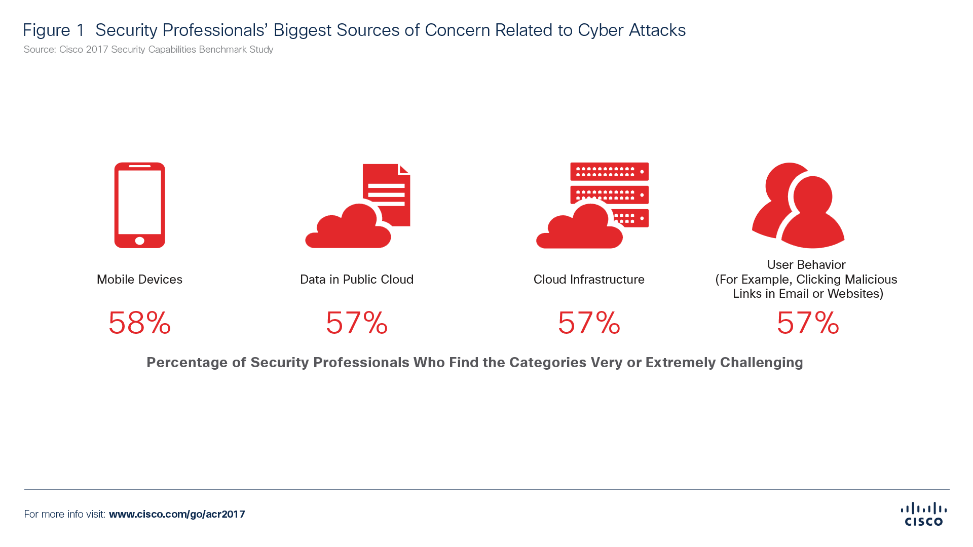 Figure 1  Security Professionals’ Biggest Sources of Concern Related to Cyber Attacks
Source: Cisco 2017 Security Capabilities Benchmark Study
Mobile Devices
58%
Data in Public Cloud
57%
Cloud Infrastructure
57%
User Behavior
(For Example, Clicking Malicious
Links in Email or Websites)
57%
Percentage of Security Professionals Who Find the Categories Very or Extremely Challenging
For more info visit: www.cisco.com/go/acr2017
CISCO